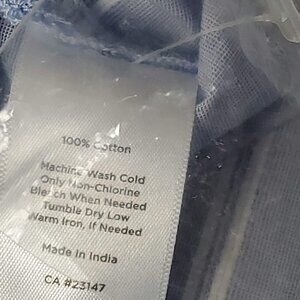 100% Cotton
Machine Wash Cold
Only Non-Chlorine
Bleach When Needed
Tumble Dry Low
Warm Iron, If Needed
Made In India
CA #23147